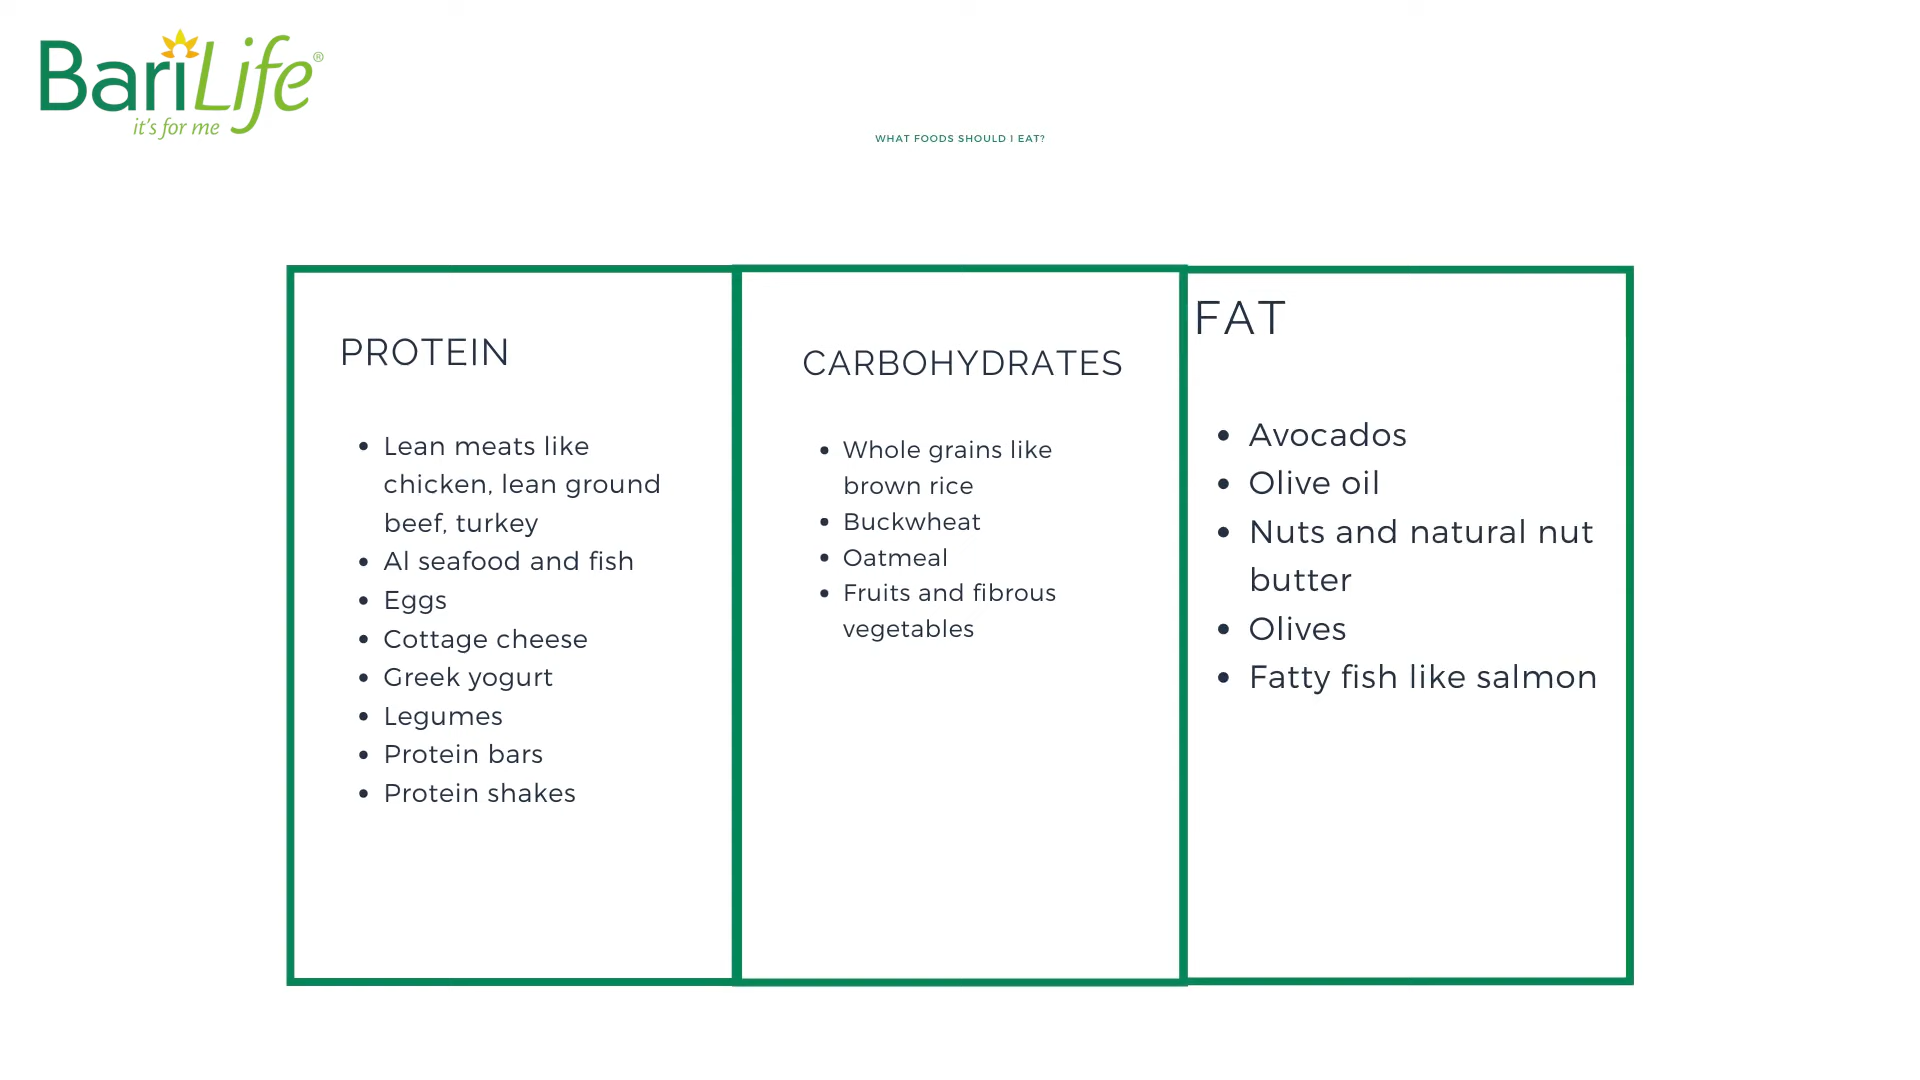 BariLife®
it's for me
WHAT FOODS SHOULD I EAT?
PROTEIN
• Lean meats like
chicken, lean ground
beef, turkey
• Al seafood and fish
• Eggs
• Cottage cheese
• Greek yogurt
• Legumes
• Protein bars
• Protein shakes
CARBOHYDRATES
• Whole grains like
brown rice
• Buckwheat
• Oatmeal
• Fruits and fibrous
vegetables
FAT
• Avocados
• Olive oil
• Nuts and natural nut
butter
• Olives
• Fatty fish like salmon